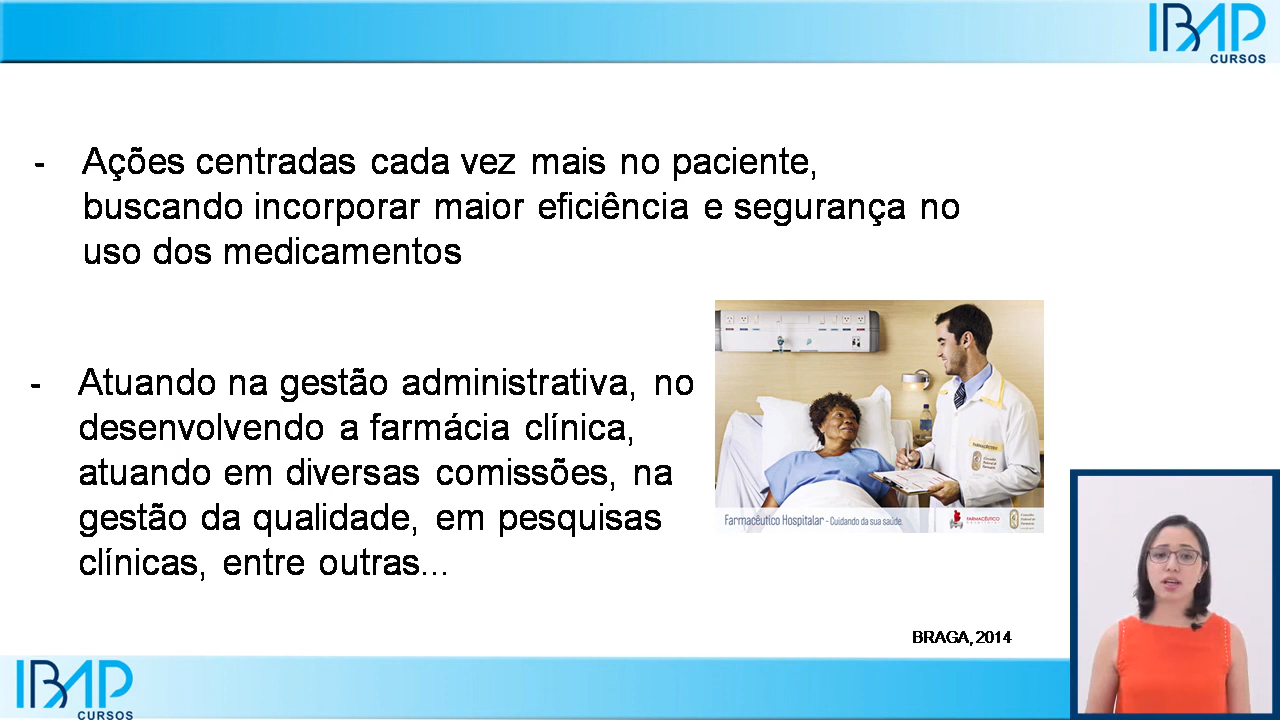 IBAP
CURSOS
- Ações centradas cada vez mais no paciente,
buscando incorporar maior eficiência e segurança no
uso dos medicamentos
- Atuando na gestão administrativa, no
desenvolvendo a farmácia clínica,
atuando em diversas comissões, na
gestão da qualidade, em pesquisas
clínicas, entre outras...
FARMACÊUTICO
Farmacêutico Hospitalar - Cuidando da sua saúde.
FARMACÊUTICO
BRAGA, 2014
IBAP
CURSOS